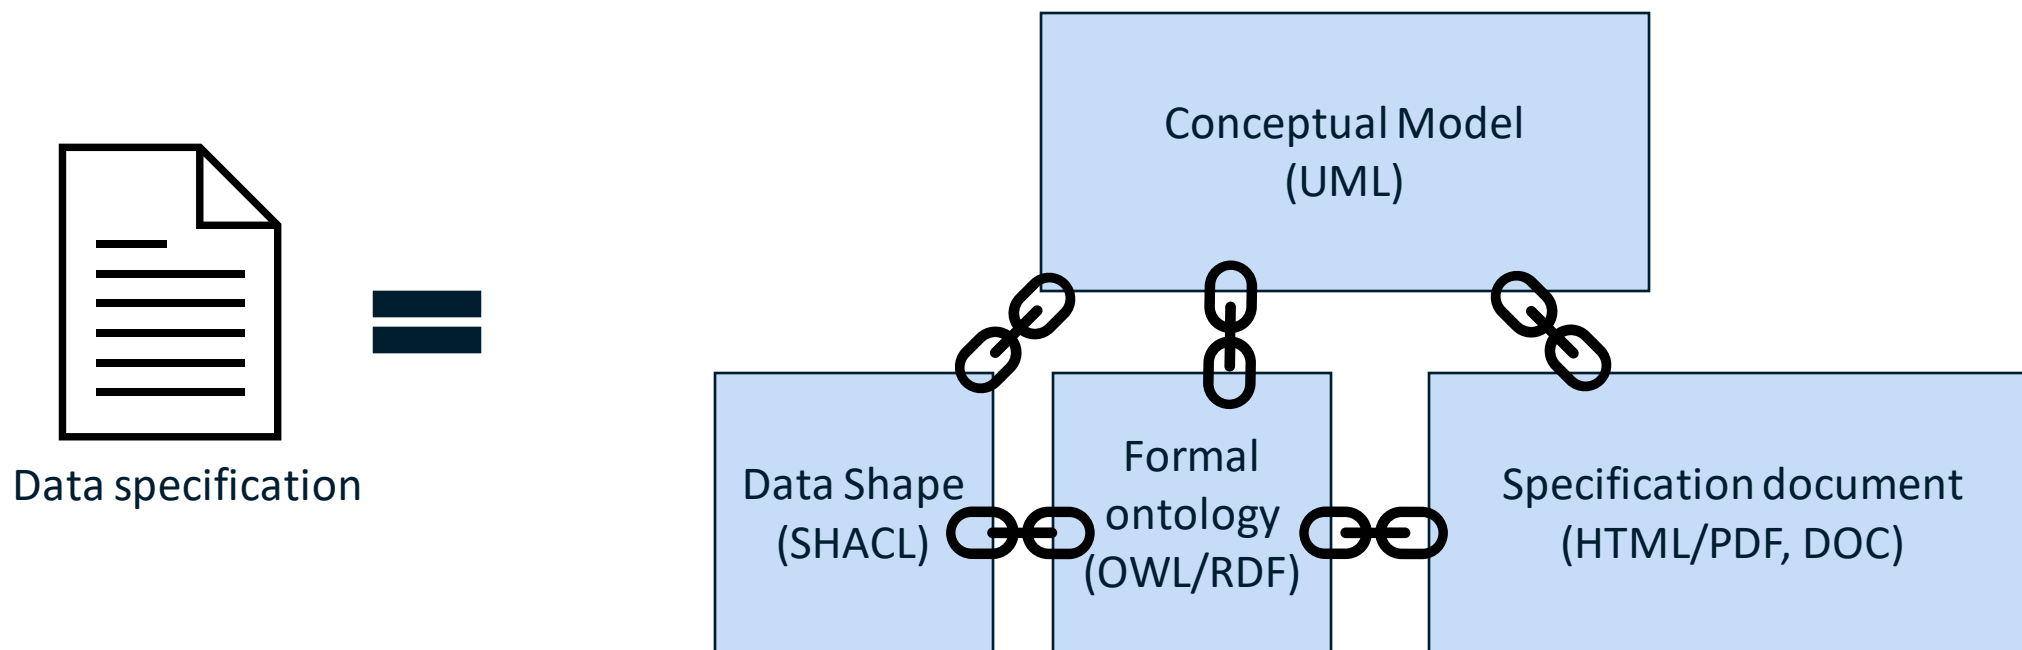 Conceptual Model
(UML)
Data specification
Data Shape
(SHACL)
Formal
ontology
(OWL/RDF)
Specification document
(HTML/PDF, DOC)